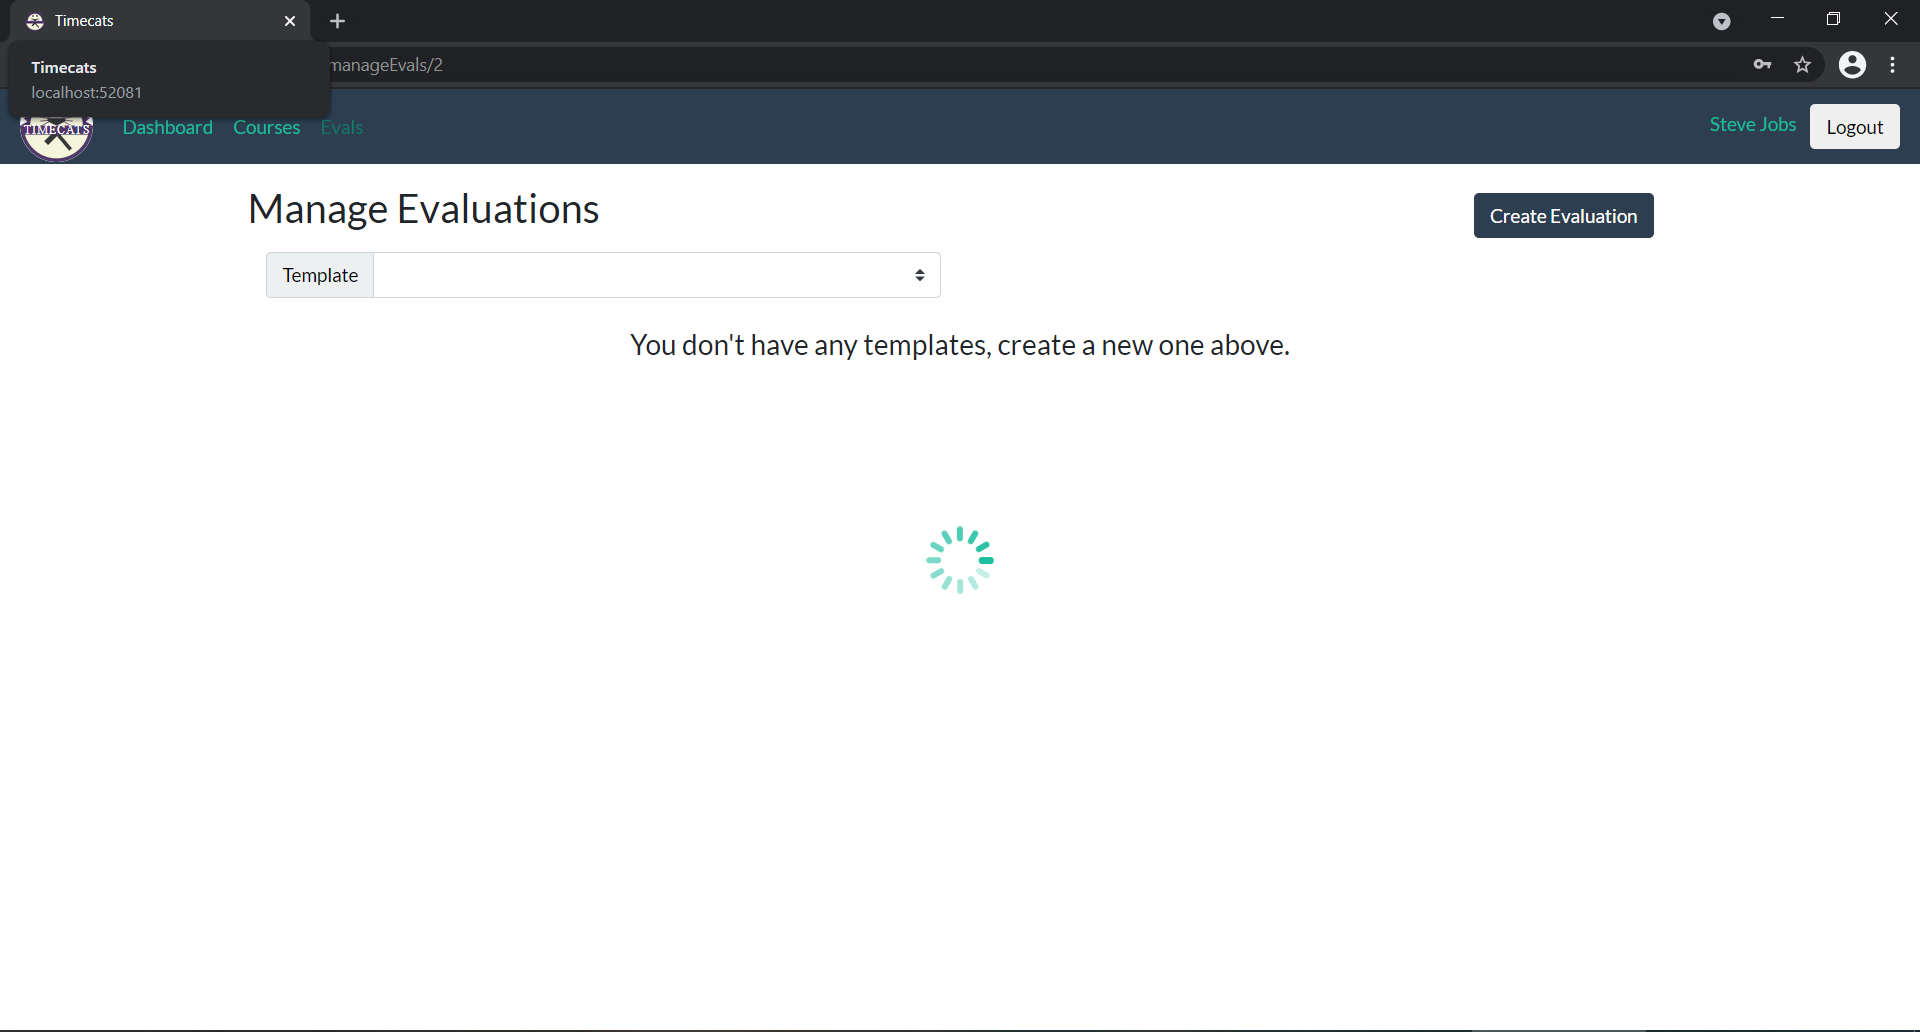 Timecats
Timecats
localhost:52081
manageEvals/2
TIMECATS
Dashboard Courses Evals
Steve Jobs Logout
Manage Evaluations
Create Evaluation
Template
You don't have any templates, create a new one above.